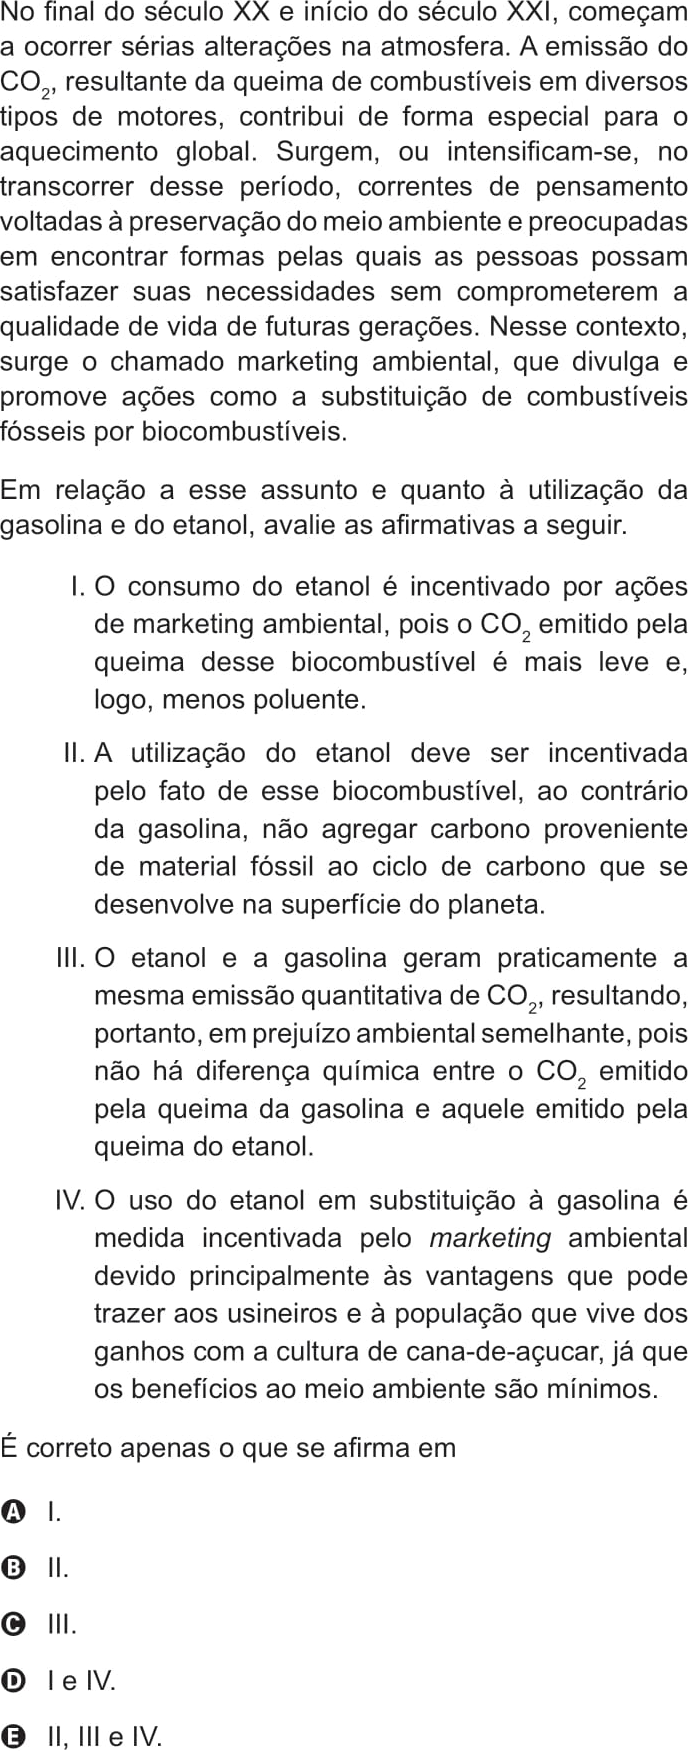 No final do século XX e início do século XXI, começam
a ocorrer sérias alterações na atmosfera. A emissão do
CO₂, resultante da queima de combustíveis em diversos
tipos de motores, contribui de forma especial para o
aquecimento global. Surgem, ou intensificam-se, no
transcorrer desse período, correntes de pensamento
voltadas à preservação do meio ambiente e preocupadas
em encontrar formas pelas quais as pessoas possam
satisfazer suas necessidades sem comprometerem a
qualidade de vida de futuras gerações. Nesse contexto,
surge o chamado marketing ambiental, que divulga e
promove ações como a substituição de combustíveis
fósseis por biocombustíveis.
Em relação a esse assunto e quanto à utilização da
gasolina e do etanol, avalie as afirmativas a seguir.
I. O consumo do etanol é incentivado por ações
de marketing ambiental, pois o CO₂ emitido pela
queima desse biocombustível é mais leve e,
logo, menos poluente.
II. A utilização do etanol deve ser incentivada
pelo fato de esse biocombustível, ao contrário
da gasolina, não agregar carbono proveniente
de material fóssil ao ciclo de carbono que se
desenvolve na superfície do planeta.
III. O etanol e a gasolina geram praticamente a
mesma emissão quantitativa de CO₂, resultando,
portanto, em prejuízo ambiental semelhante, pois
não há diferença química entre o CO₂ emitido
pela queima da gasolina e aquele emitido pela
queima do etanol.
IV. O uso do etanol em substituição à gasolina é
medida incentivada pelo marketing ambiental
devido principalmente às vantagens que pode
trazer aos usineiros e à população que vive dos
ganhos com a cultura de cana-de-açucar, já que
os benefícios ao meio ambiente são mínimos.
É correto apenas o que se afirma em
A I.
B II.
C III.
D I e IV.
E II, III e IV.